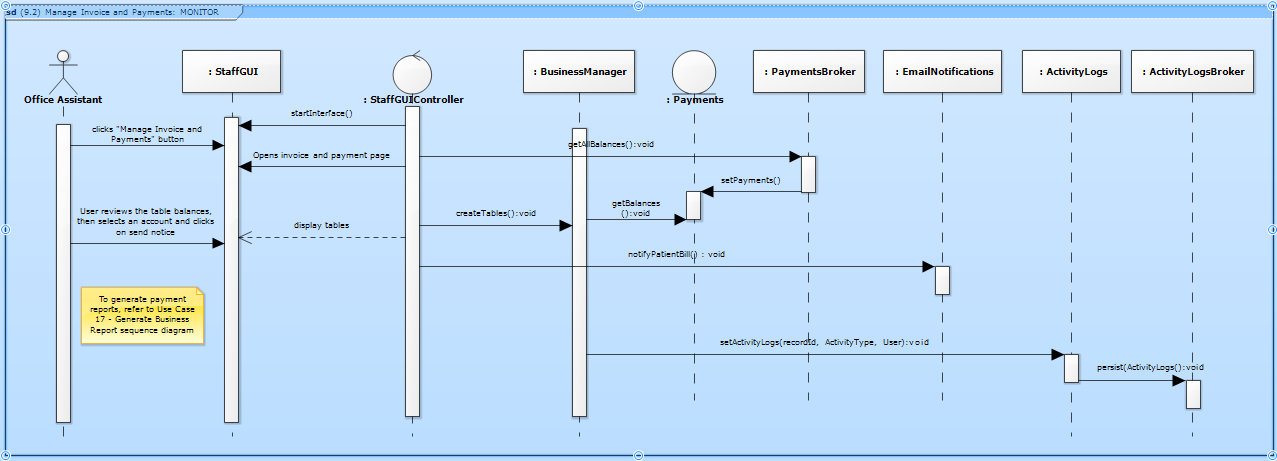 sd (9.2) Manage Invoice and Payments: MONITOR
Office Assistant
: StaffGUI
: StaffGUIController
: BusinessManager
: Payments
: PaymentsBroker
: EmailNotifications
: ActivityLogs
: ActivityLogsBroker
startInterface()
clicks "Manage Invoice and
Payments" button
getAllBalances():void
Opens invoice and payment page
setPayments()
getBalances
():void
User reviews the table balances,
then selects an account and clicks
on send notice
createTables():void
display tables
notifyPatientBill() : void
To generate payment
reports, refer to Use Case
17 - Generate Business
Report sequence diagram
setActivityLogs(recordId, ActivityType, User):void
persist(ActivityLogs():void